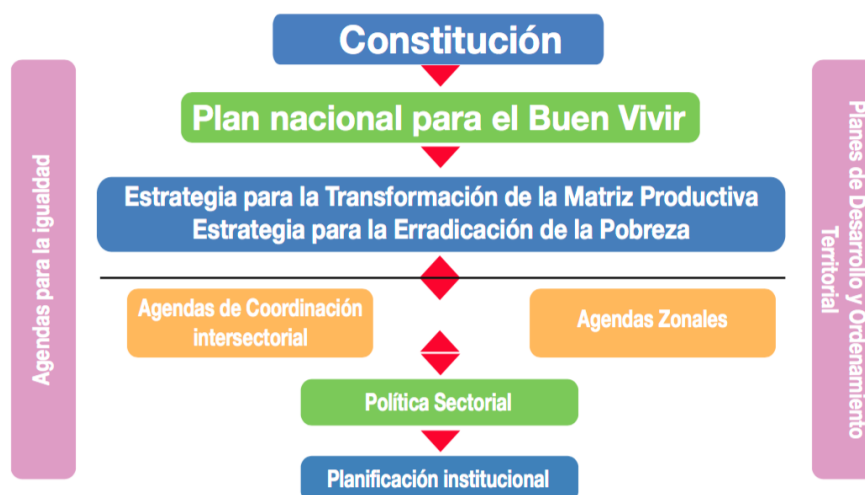 Constitución
Plan nacional para el Buen Vivir
Estrategia para la Transformación de la Matriz Productiva
Estrategia para la Erradicación de la Pobreza
Agendas de Coordinación
intersectorial
Agendas Zonales
Política Sectorial
Planificación institucional
Agendas para la igualdad
Planes de Desarrollo y Ordenamiento
Territorial